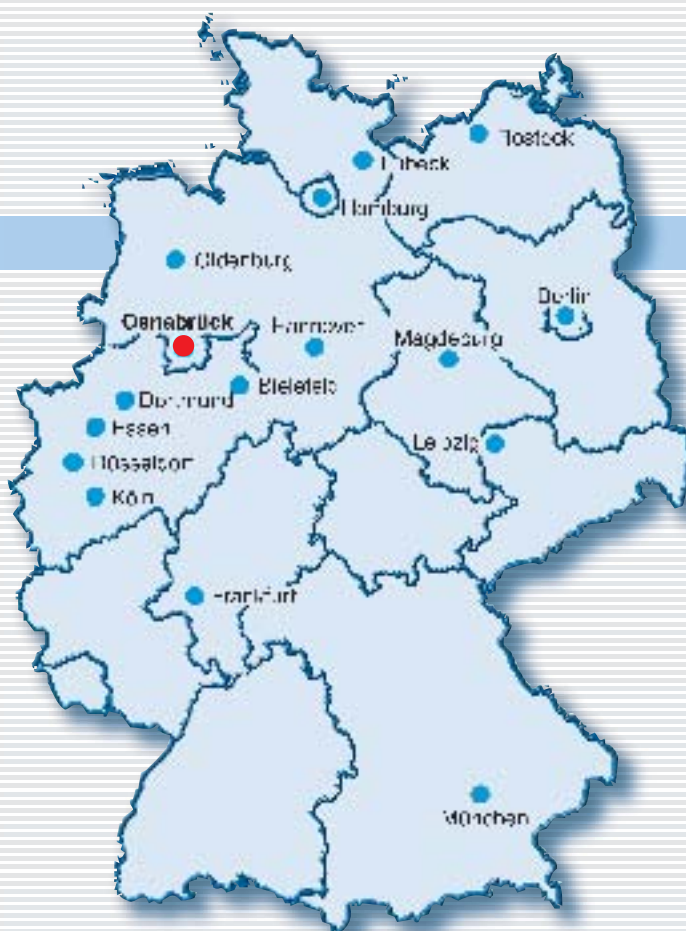 Rostock
Lübeck
Hamburg
Oldenburg
Berlin
Osnabrück
Hannover
Magdeburg
Bielefeld
Dortmund
Essen
Leipzig
Düsseldorf
Köln
Frankfurt
München